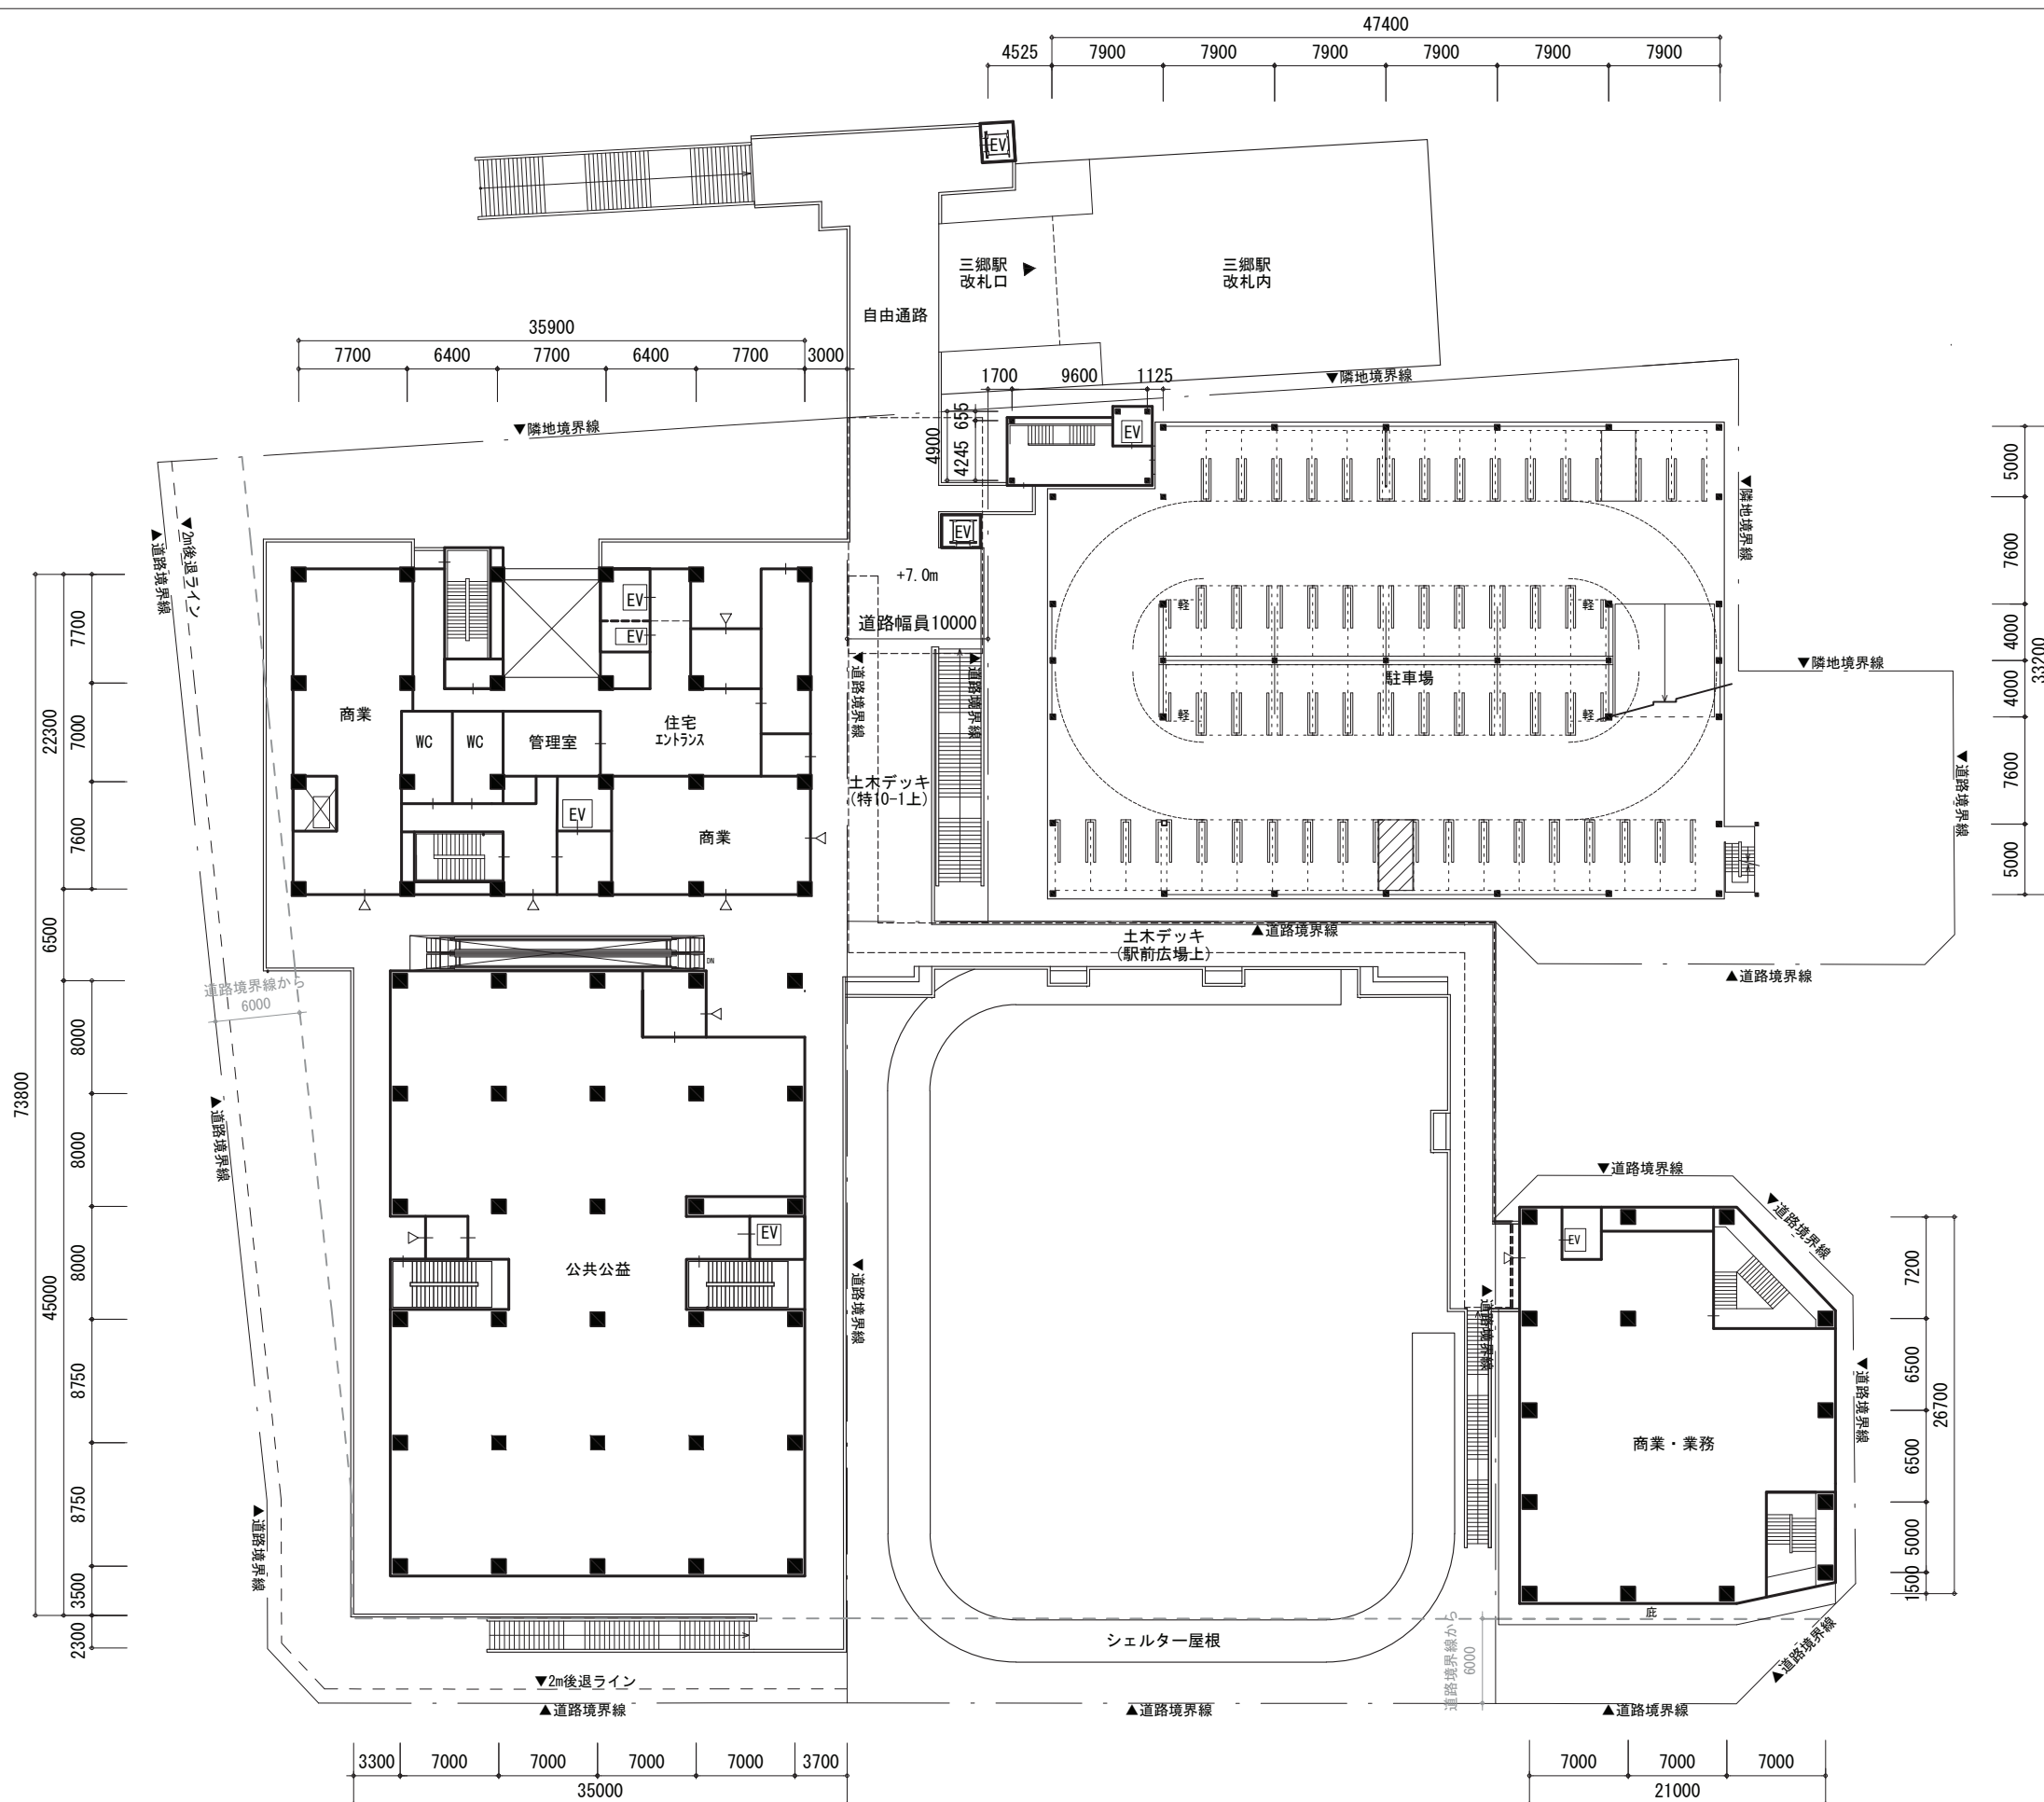 47400
4525 7900 7900 7900 7900 7900 7900
EV
三郷駅
改札口
三郷駅
改札内
自由通路
35900
7700 6400 7700 6400 7700 3000
1700 9600 1125
▼隣地境界線
▼隣地境界線
655
4900
4245
EV
5000
▼隣地境界線
▼2m後退ライン
▼道路境界線
EV
7600
+7.0m
道路幅員10000
EV
EV
7700
軽
軽
4000
33200
▼道路境界線
▼道路境界線
▼隣地境界線
駐車場
4000
商業
住宅
エントランス
WC
WC
管理室
22300
7000
軽
軽
7600
▼道路境界線
土木デッキ
(特10-1上)
EV
商業
7600
5000
6500
土木デッキ
(駅前広場上)
▲道路境界線
DN
▲道路境界線
道路境界線から
6000
8000
73800
▼道路境界線
8000
▼道路境界線
▼道路境界線
EV
EV
7200
公共公益
8000
45000
▼道路境界線
▼道路境界線
6500
▼道路境界線
26700
8750
商業・業務
6500
8750
▼道路境界線
5000
3500
1500
庇
2300
シェルター屋根
道路境界線から
6000
▲道路境界線
▼2m後退ライン
▲道路境界線
▲道路境界線
▲道路境界線
3300 7000 7000 7000 7000 3700
35000
7000 7000 7000
21000